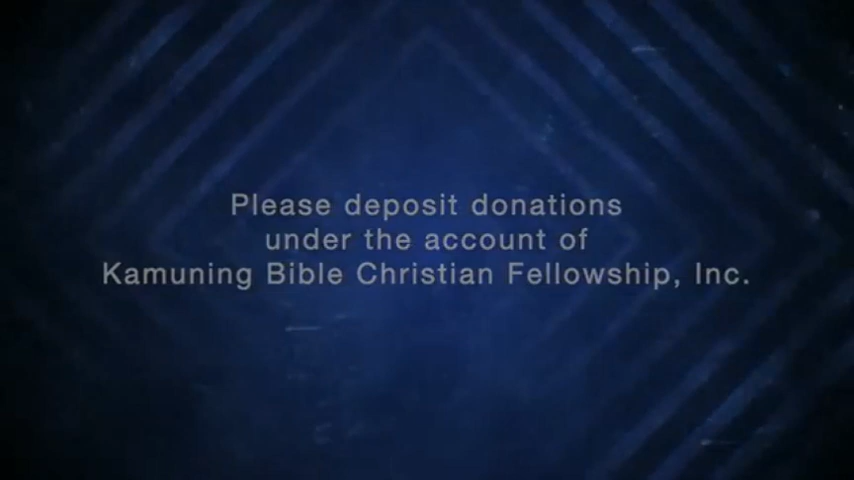 Please deposit donations
under the account of
Kamuning Bible Christian Fellowship, Inc.